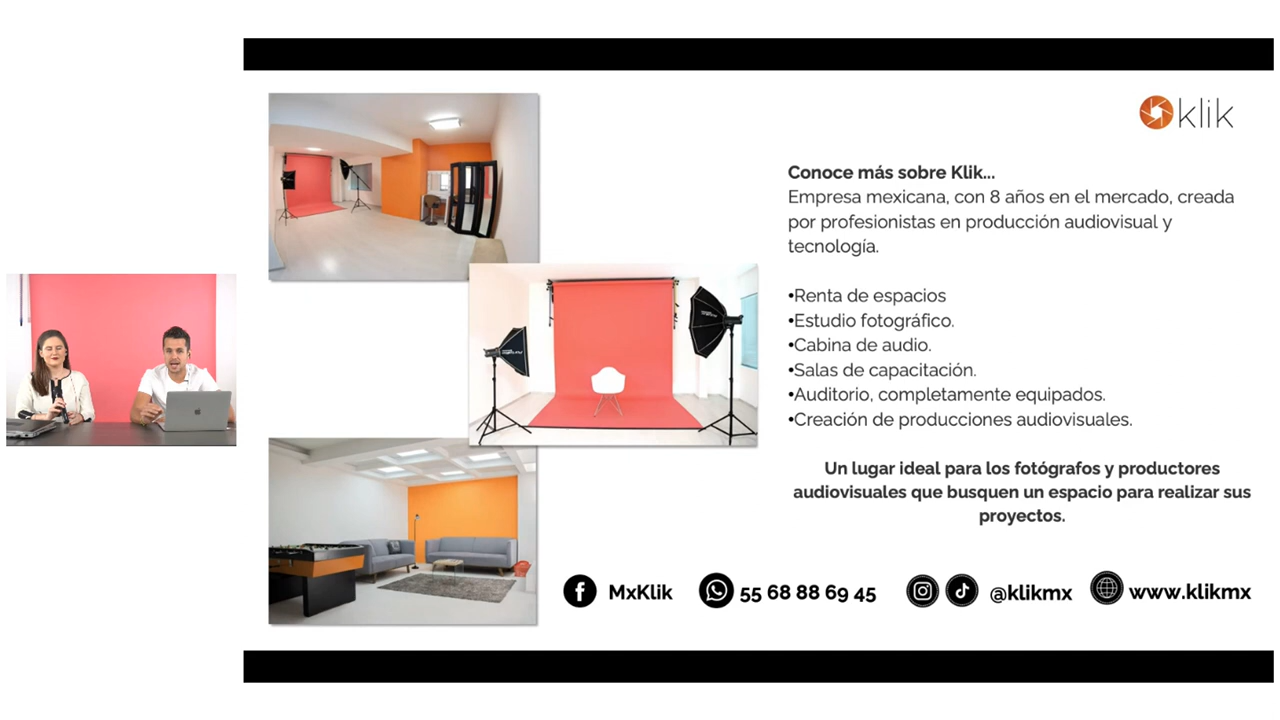 klik
Conoce más sobre Klik...
Empresa mexicana, con 8 años en el mercado, creada
por profesionistas en producción audiovisual y
tecnología.
•Renta de espacios
•Estudio fotográfico.
•Cabina de audio.
•Salas de capacitación.
•Auditorio, completamente equipados.
•Creación de producciones audiovisuales.
Un lugar ideal para los fotógrafos y productores
audiovisuales que busquen un espacio para realizar sus
proyectos.
MxKlik 55 68 88 69 45 @klikmx www.klikmx